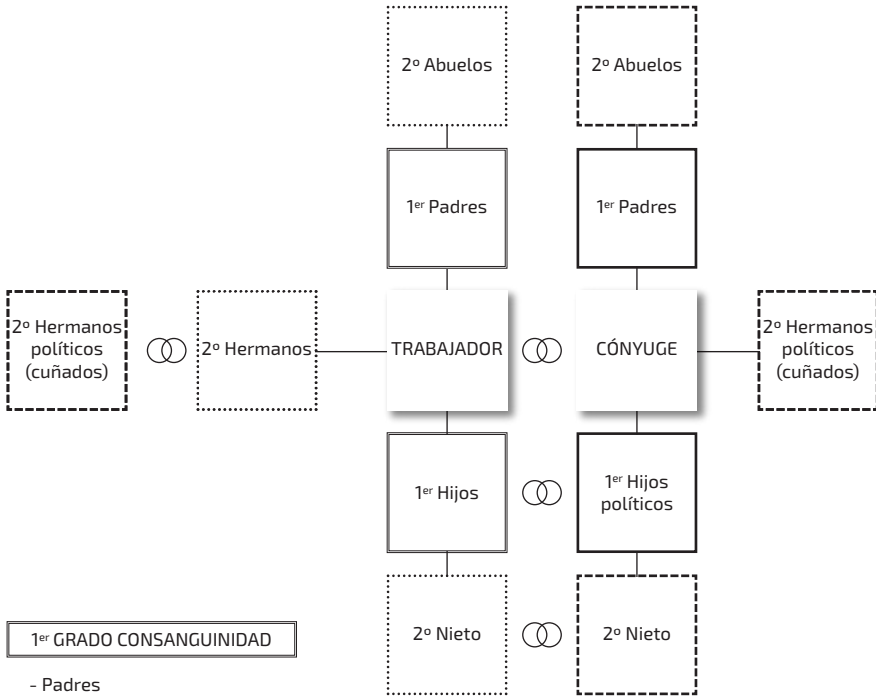 2º Abuelos
2º Abuelos
1er Padres
1er Padres
2º Hermanos
políticos
(cuñados)
2º Hermanos
TRABAJADOR
CÓNYUGE
2º Hermanos
políticos
(cuñados)
1er Hijos
1er Hijos
políticos
2º Nieto
2º Nieto
1er GRADO CONSANGUINIDAD
- Padres